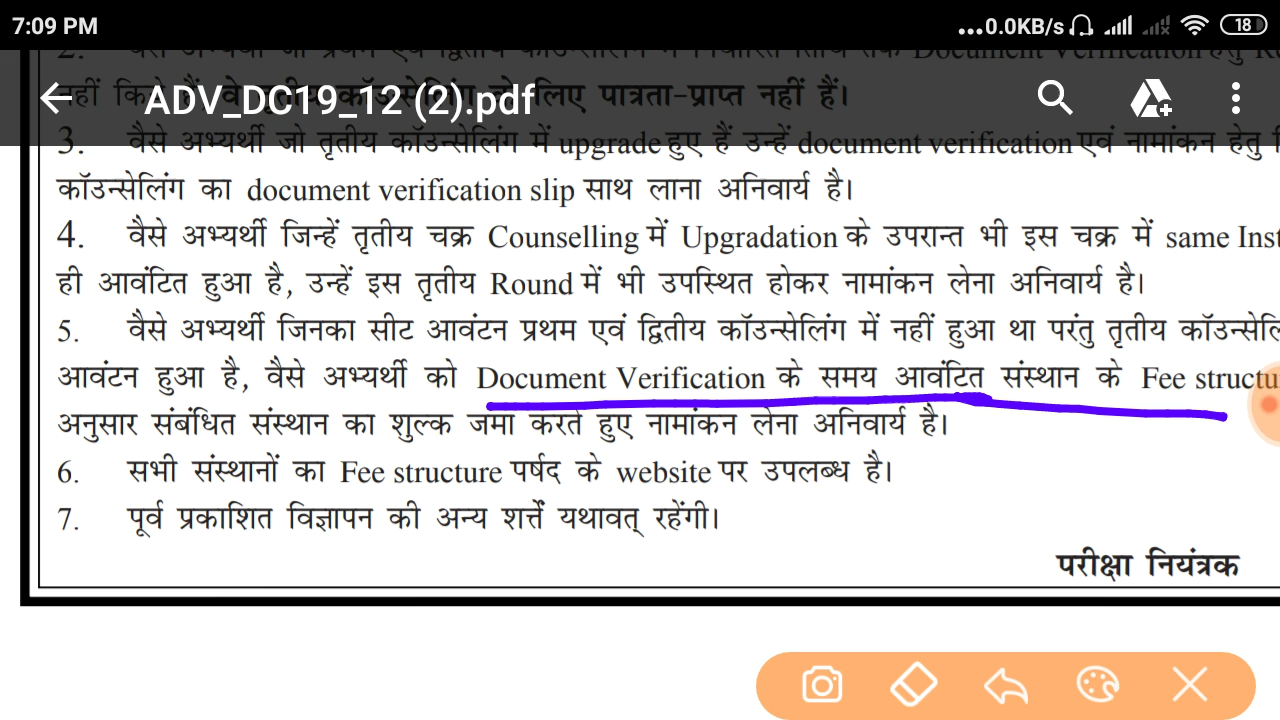 7:09 PM
...0.0KB/s 18
ADV_DC19_12 (2).pdf
लिए पात्रता-प्राप्त नहीं हैं।
3. वैसे अभ्यर्थी जो तृतीय कॉउन्सेलिंग में upgrade हुए हैं उन्हें document verification एवं नामांकन हेतु
कॉउन्सेलिंग का document verification slip साथ लाना अनिवार्य है।
4. वैसे अभ्यर्थी जिन्हें तृतीय चक्र Counselling में Upgradation के उपरान्त भी इस चक्र में same Inst
ही आवंटित हुआ है, उन्हें इस तृतीय Round में भी उपस्थित होकर नामांकन लेना अनिवार्य है।
5. वैसे अभ्यर्थी जिनका सीट आवंटन प्रथम एवं द्वितीय कॉउन्सेलिंग में नहीं हुआ था परंतु तृतीय कॉउन्सेलि
आवंटन हुआ है, वैसे अभ्यर्थी को Document Verification के समय आवंटित संस्थान के Fee structu
अनुसार संबंधित संस्थान का शुल्क जमा करते हुए नामांकन लेना अनिवार्य है।
6. सभी संस्थानों का Fee structure पर्षद के website पर उपलब्ध है।
7. पूर्व प्रकाशित विज्ञापन की अन्य शर्त्तें यथावत् रहेंगी।
परीक्षा नियंत्रक